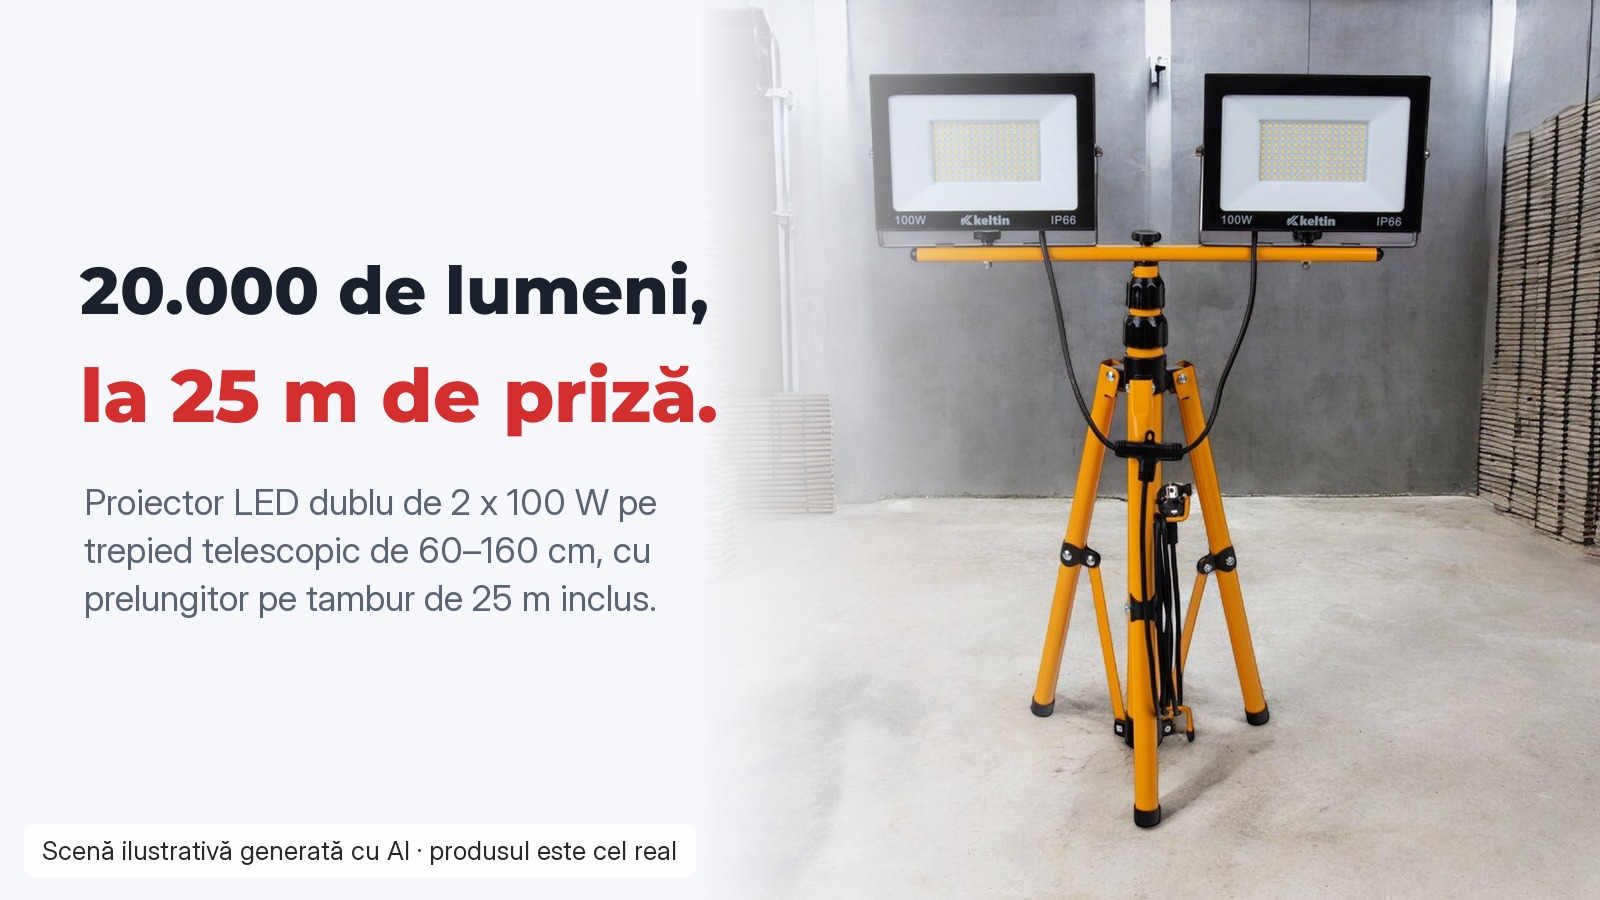 20.000 de lumeni,
la 25 m de priză.
Proiector LED dublu de 2 x 100 W pe
trepied telescopic de 60–160 cm, cu
prelungitor pe tambur de 25 m inclus.
Scenă ilustrativă generată cu AI · produsul este cel real
100W keltin IP66
100W keltin IP66